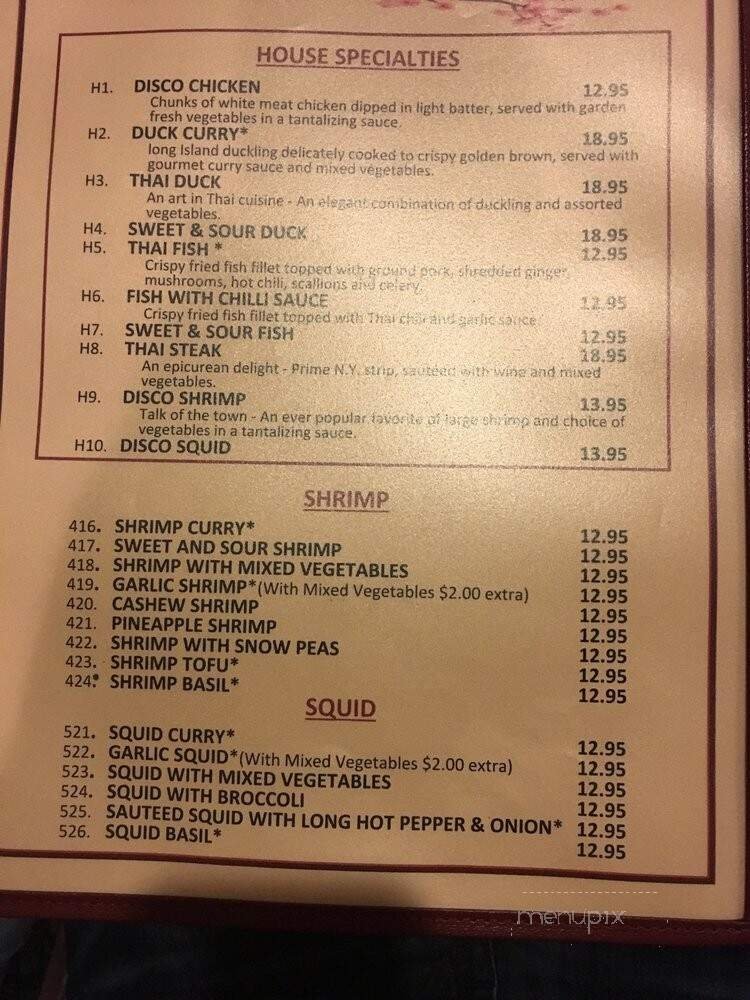 HOUSE SPECIALTIES
H1. DISCO CHICKEN 12.95
Chunks of white meat chicken dipped in light batter, served with garden
fresh vegetables in a tantalizing sauce.
H2. DUCK CURRY* 18.95
long Island duckling delicately cooked to crispy golden brown, served with
gourmet curry sauce and mixed vegetables.
H3. THAI DUCK 18.95
An art in Thai cuisine - An elegant combination of duckling and assorted
vegetables.
H4. SWEET & SOUR DUCK 18.95
H5. THAI FISH * 12.95
Crispy fried fish fillet topped with ground pork, shredded ginger,
mushrooms, hot chili, scallions and celery.
H6. FISH WITH CHILLI SAUCE 12.95
Crispy fried fish fillet topped with Thai chili and garlic sauce
H7. SWEET & SOUR FISH 12.95
H8. THAI STEAK 18.95
An epicurean delight - Prime N.Y. strip, sauteed with wine and mixed
vegetables.
H9. DISCO SHRIMP 13.95
Talk of the town - An ever popular favorite of large shrimp and choice of
vegetables in a tantalizing sauce.
H10. DISCO SQUID 13.95
SHRIMP
416. SHRIMP CURRY* 12.95
417. SWEET AND SOUR SHRIMP 12.95
418. SHRIMP WITH MIXED VEGETABLES 12.95
419. GARLIC SHRIMP*(With Mixed Vegetables $2.00 extra) 12.95
420. CASHEW SHRIMP 12.95
421. PINEAPPLE SHRIMP 12.95
422. SHRIMP WITH SNOW PEAS 12.95
423. SHRIMP TOFU* 12.95
424. SHRIMP BASIL* 12.95
SQUID
521. SQUID CURRY* 12.95
522. GARLIC SQUID*(With Mixed Vegetables $2.00 extra) 12.95
523. SQUID WITH MIXED VEGETABLES 12.95
524. SQUID WITH BROCCOLI 12.95
525. SAUTEED SQUID WITH LONG HOT PEPPER & ONION* 12.95
526. SQUID BASIL* 12.95
menupix